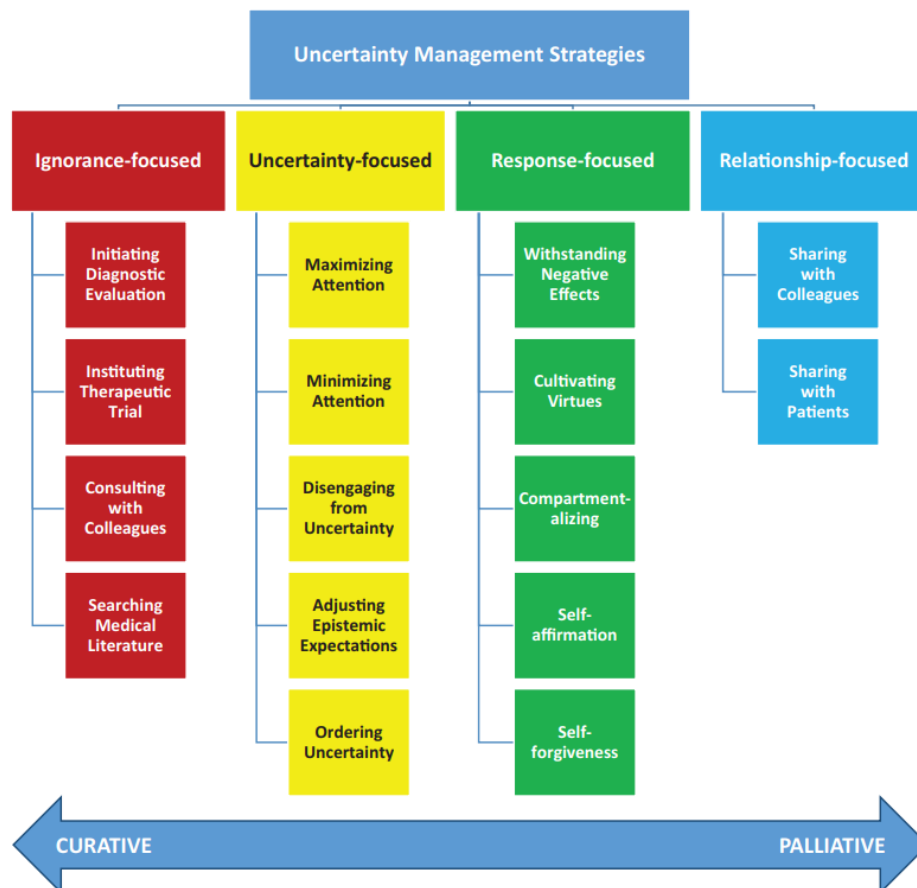 Uncertainty Management Strategies
Ignorance-focused
Uncertainty-focused
Response-focused
Relationship-focused
Initiating
Diagnostic
Evaluation
Instituting
Therapeutic
Trial
Consulting
with
Colleagues
Searching
Medical
Literature
Maximizing
Attention
Minimizing
Attention
Disengaging
from
Uncertainty
Adjusting
Epistemic
Expectations
Ordering
Uncertainty
Withstanding
Negative
Effects
Cultivating
Virtues
Compartment-
alizing
Self-
affirmation
Self-
forgiveness
Sharing
with
Colleagues
Sharing
with
Patients
CURATIVE
PALLIATIVE